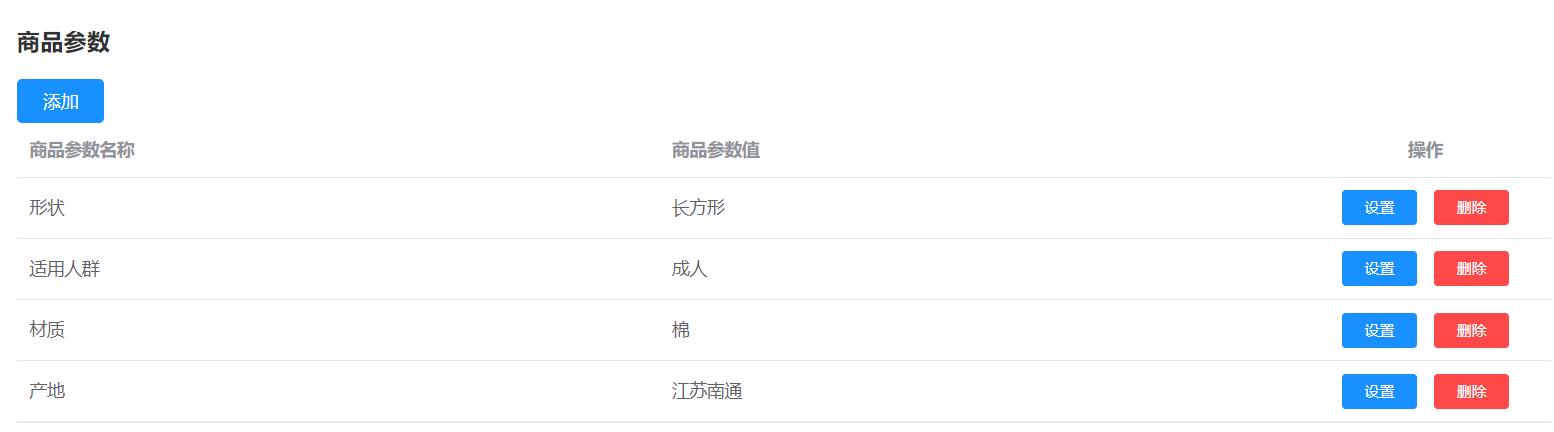 商品参数
添加
商品参数名称 商品参数值 操作
形状 长方形 设置 删除
适用人群 成人 设置 删除
材质 棉 设置 删除
产地 江苏南通 设置 删除